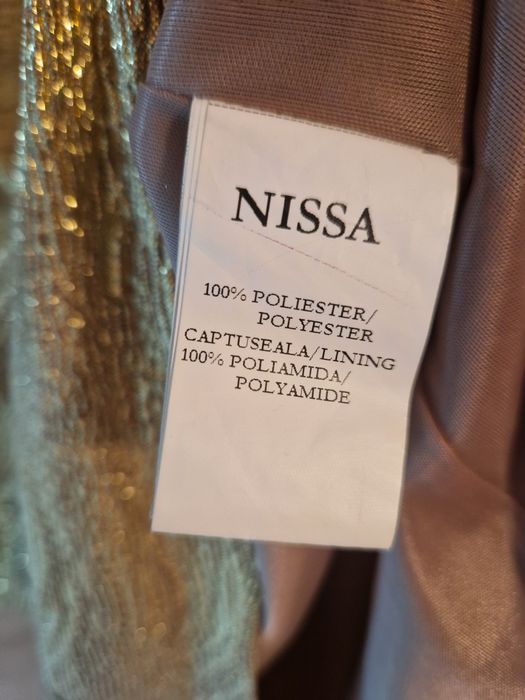 NISSA
100% POLIESTER/
POLYESTER
CAPTUSEALA/LINING
100% POLIAMIDA/
POLYAMIDE